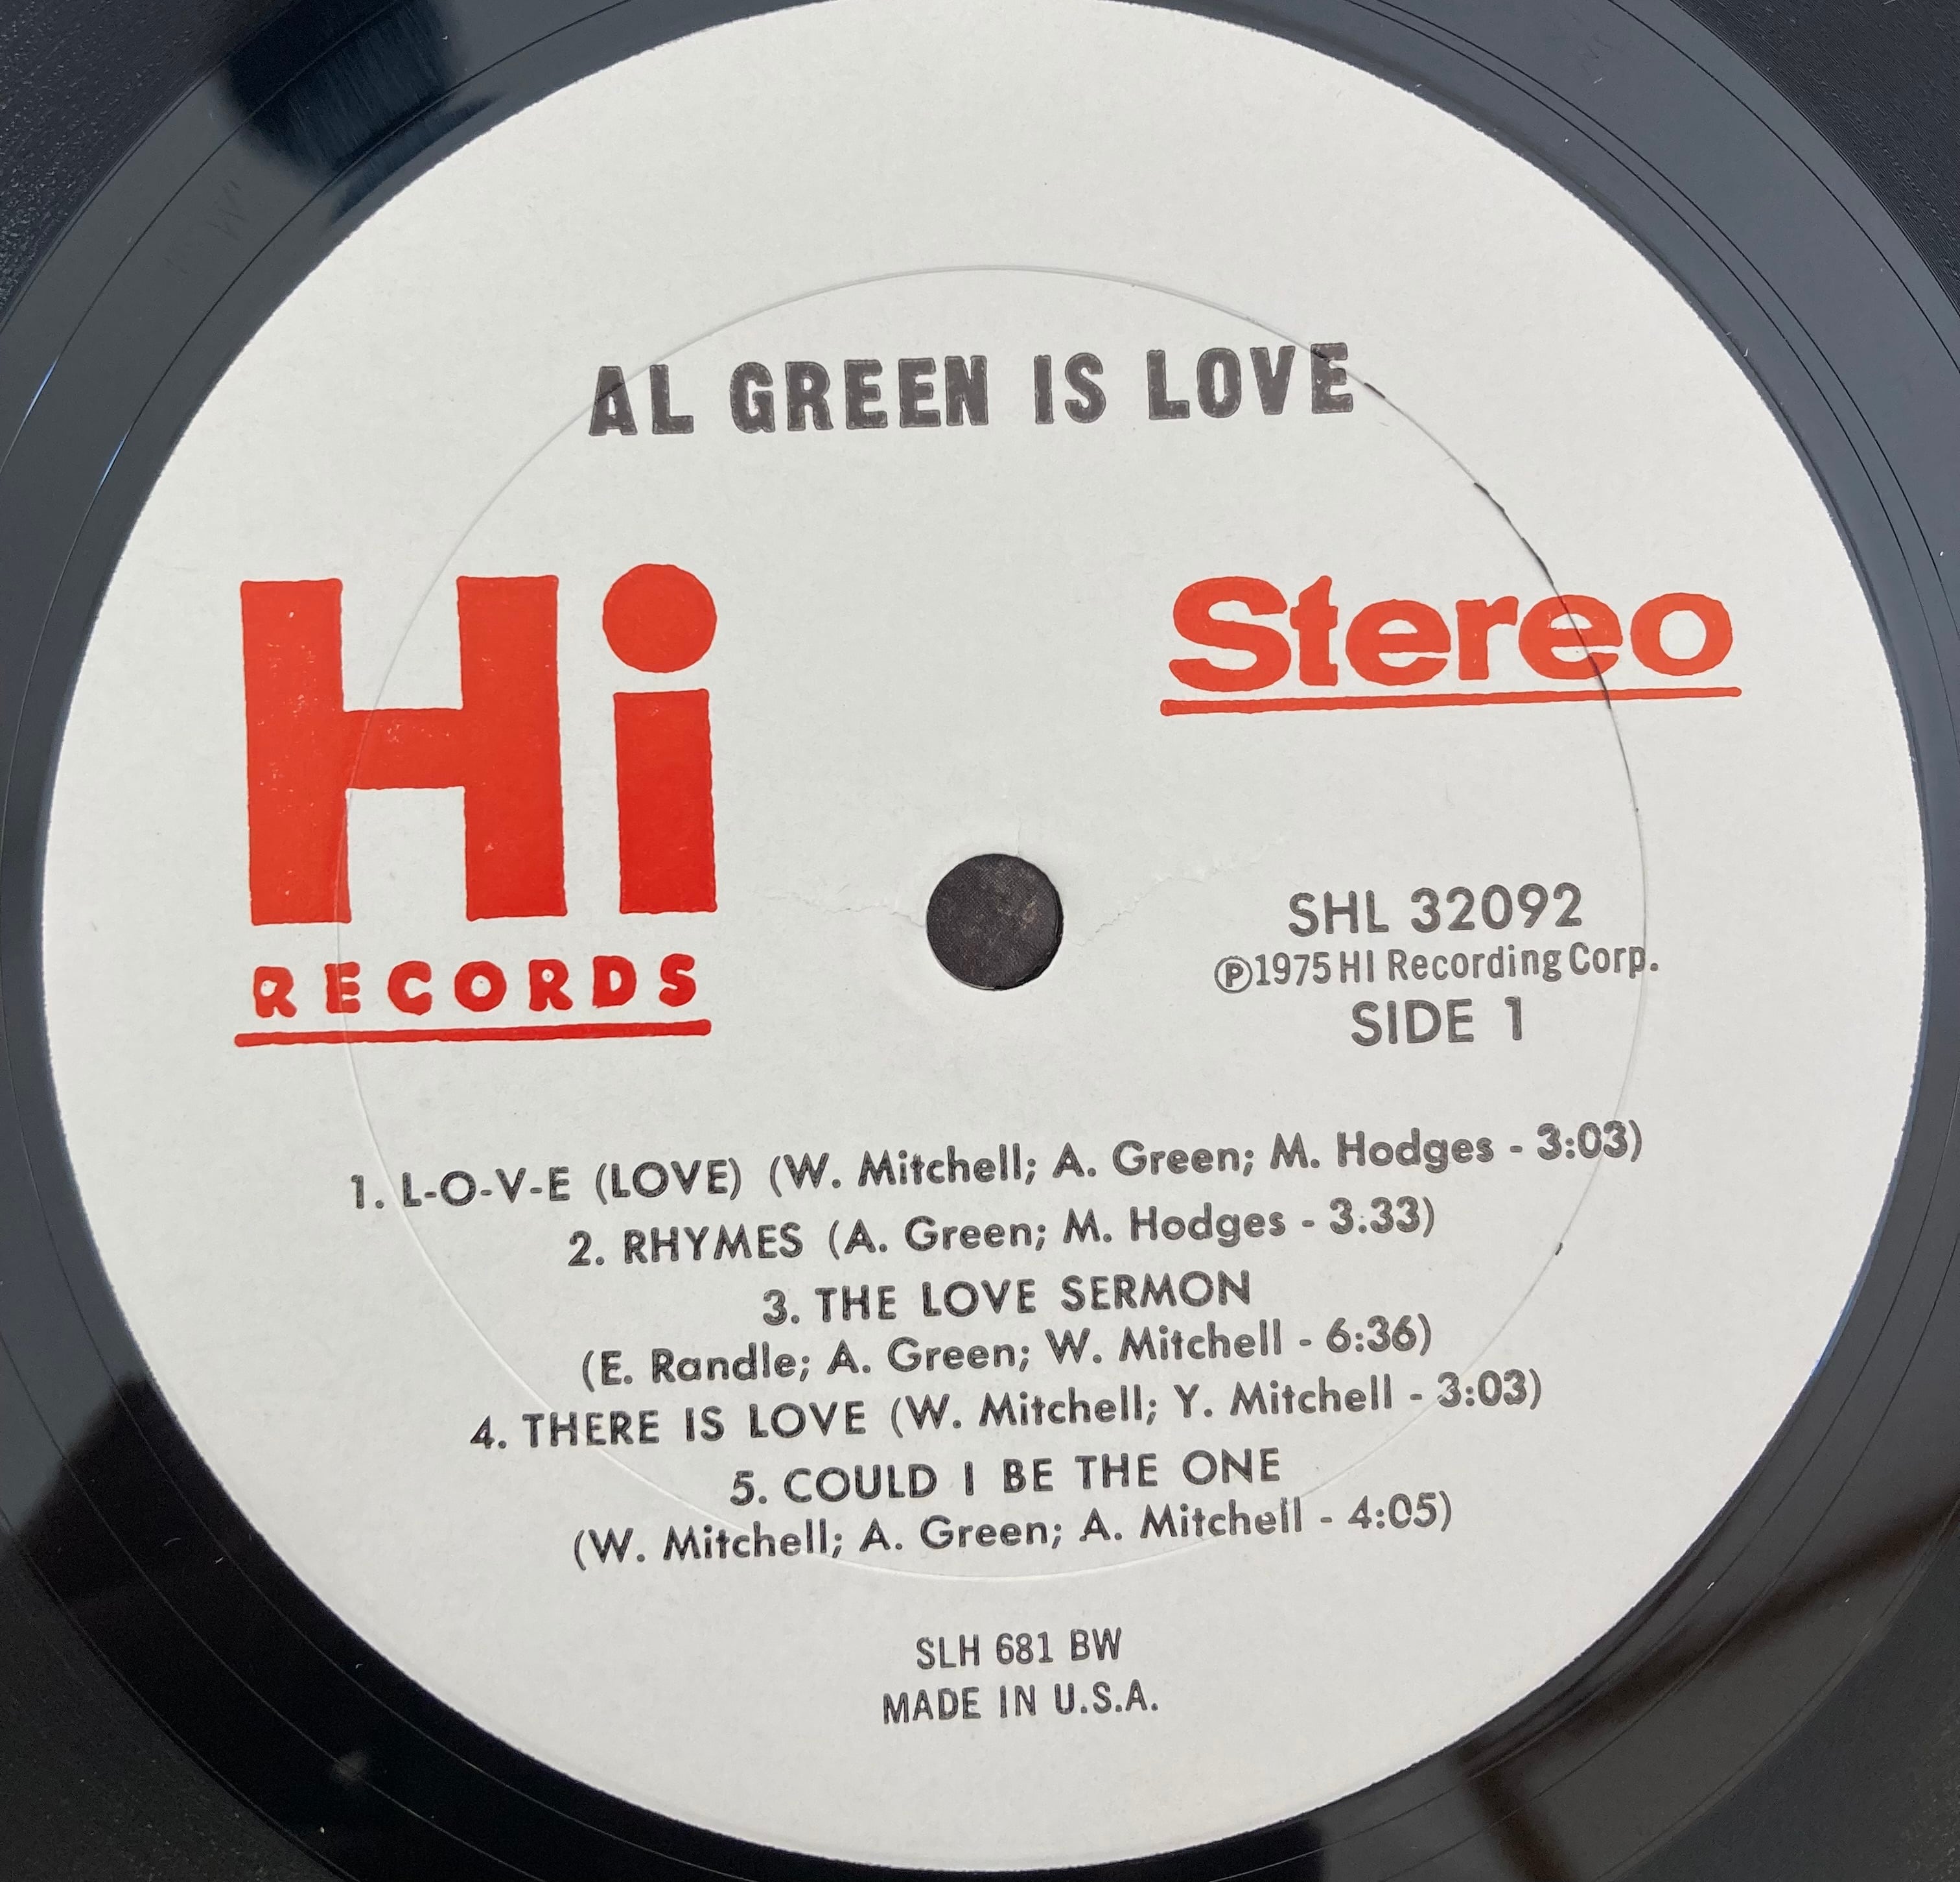 AL GREEN IS LOVE
Hi
RECORDS
Stereo
SHL 32092
Ⓟ1975 HI Recording Corp.
SIDE 1
1. L-O-V-E (LOVE) (W. Mitchell; A. Green; M. Hodges - 3:03)
2. RHYMES (A. Green; M. Hodges - 3.33)
3. THE LOVE SERMON
(E. Randle; A. Green; W. Mitchell - 6:36)
4. THERE IS LOVE (W. Mitchell; Y. Mitchell - 3:03)
5. COULD I BE THE ONE
(W. Mitchell; A. Green; A. Mitchell - 4:05)
SLH 681 BW
MADE IN U.S.A.